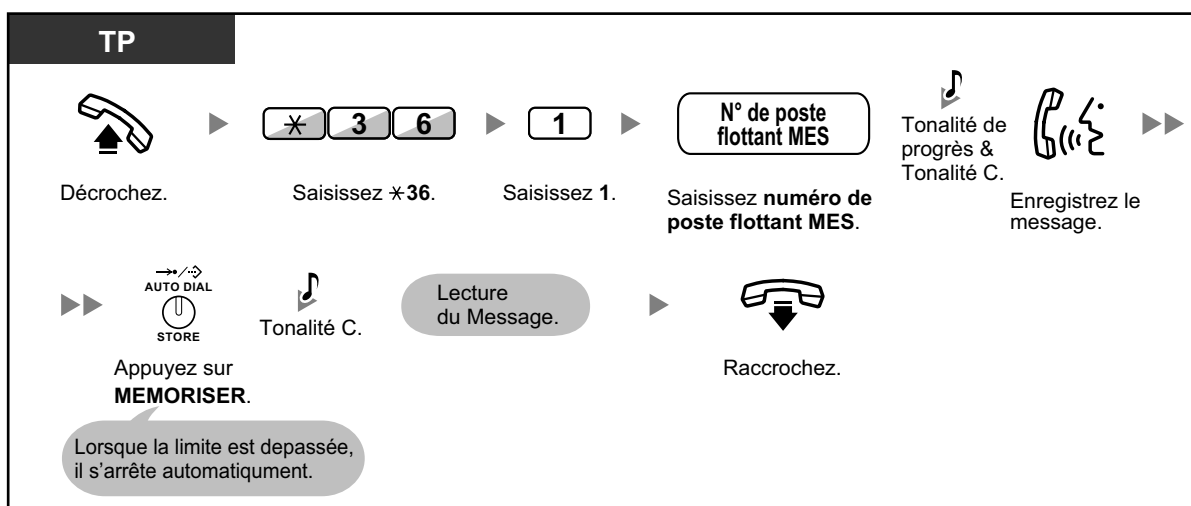 TP
✳ 3 6
1
N° de poste
flottant MES
Tonalité de
progrès &
Tonalité C.
Décrochez.
Saisissez ✳36.
Saisissez 1.
Saisissez numéro de
poste flottant MES.
Enregistrez le
message.
AUTO DIAL
STORE
Tonalité C.
Lecture
du Message.
Appuyez sur
MEMORISER.
Raccrochez.
Lorsque la limite est depassée,
il s’arrête automatiqument.